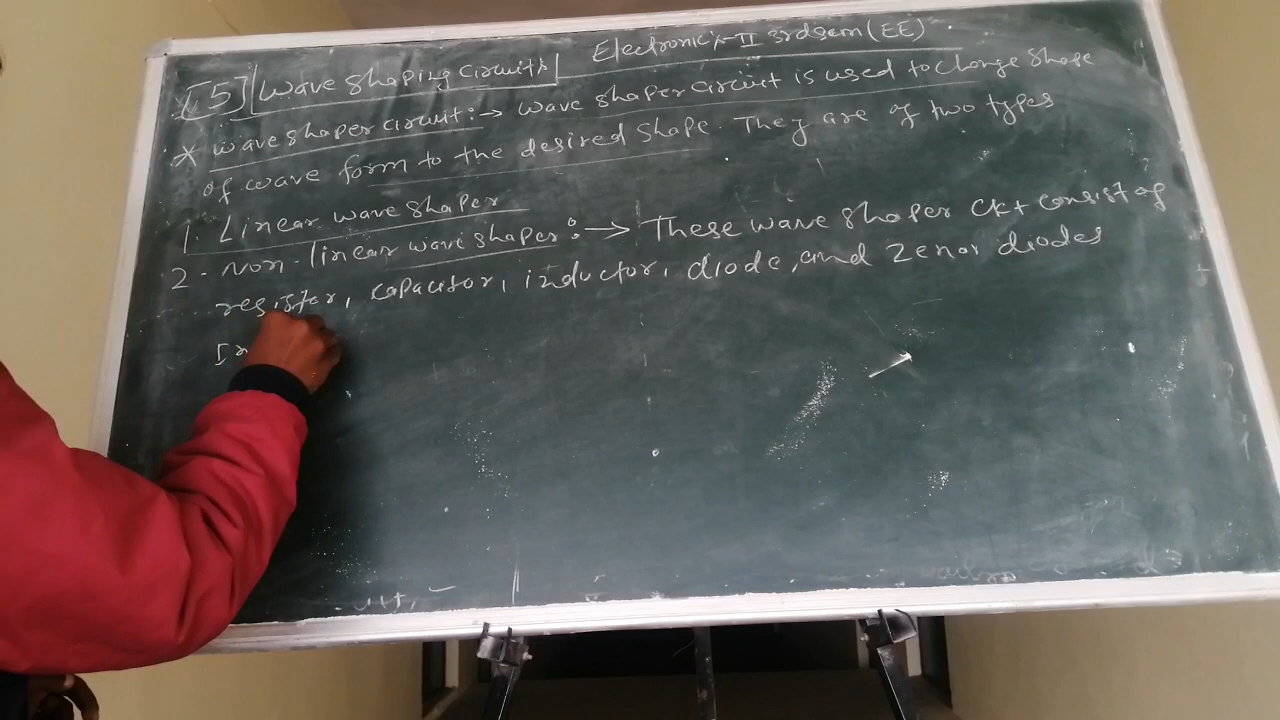 Electronics-II 3rd sem (EE)
[5] Wave Shaping Circuits
* Wave shaper circuit :→ Wave shaper circuit is used to change shape
of wave form to the desired shape. They are of two types
1. Linear wave shaper
2. Non-linear wave shaper :→ These wave shaper ckt consist of
resistor, capacitor, inductor, diode, and Zenor diodes